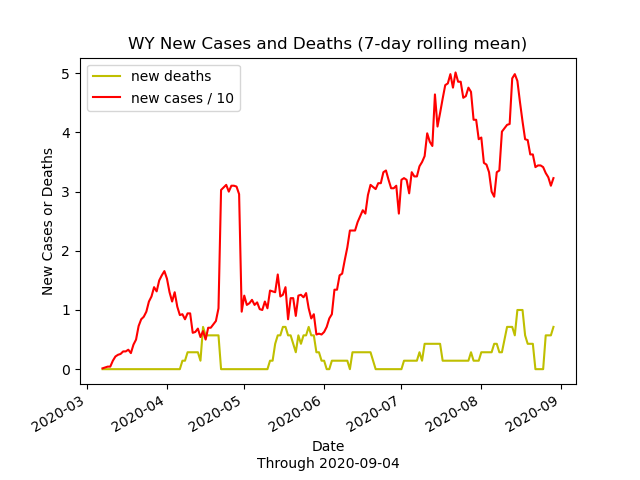 WY New Cases and Deaths (7-day rolling mean)
new deaths
new cases / 10
New Cases or Deaths
5
4
3
2
1
0
2020-03
2020-04
2020-05
2020-06
2020-07
2020-08
2020-09
Date
Through 2020-09-04